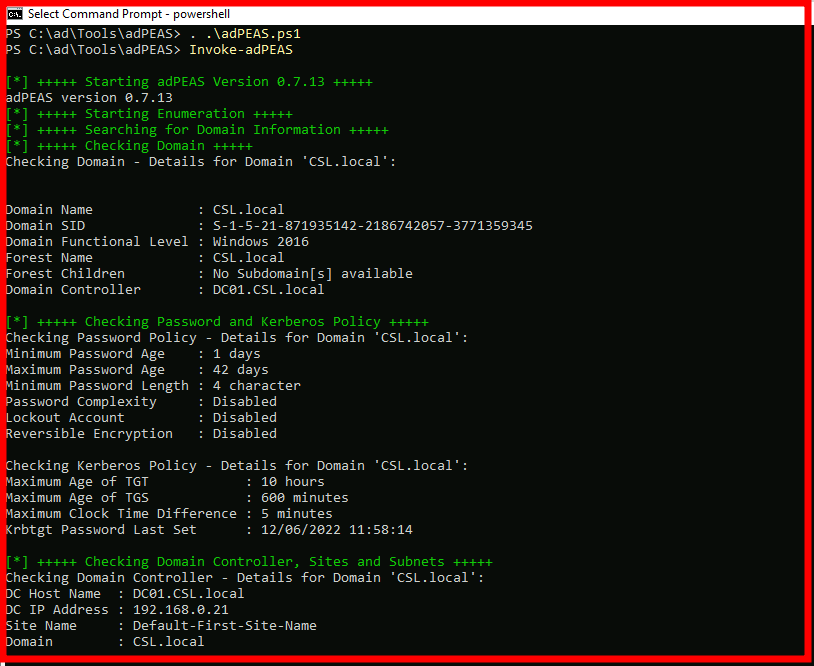 Select Command Prompt - powershell
PS C:\ad\Tools\adPEAS> . .\adPEAS.ps1
PS C:\ad\Tools\adPEAS> Invoke-adPEAS
[*] +++++ Starting adPEAS Version 0.7.13 +++++
adPEAS version 0.7.13
[*] +++++ Starting Enumeration +++++
[*] +++++ Searching for Domain Information +++++
[*] +++++ Checking Domain +++++
Checking Domain - Details for Domain 'CSL.local':
Domain Name             : CSL.local
Domain SID              : S-1-5-21-871935142-2186742057-3771359345
Domain Functional Level : Windows 2016
Forest Name             : CSL.local
Forest Children         : No Subdomain[s] available
Domain Controller       : DC01.CSL.local
[*] +++++ Checking Password and Kerberos Policy +++++
Checking Password Policy - Details for Domain 'CSL.local':
Minimum Password Age    : 1 days
Maximum Password Age    : 42 days
Minimum Password Length : 4 character
Password Complexity     : Disabled
Lockout Account         : Disabled
Reversible Encryption   : Disabled
Checking Kerberos Policy - Details for Domain 'CSL.local':
Maximum Age of TGT            : 10 hours
Maximum Age of TGS            : 600 minutes
Maximum Clock Time Difference : 5 minutes
Krbtgt Password Last Set      : 12/06/2022 11:58:14
[*] +++++ Checking Domain Controller, Sites and Subnets +++++
Checking Domain Controller - Details for Domain 'CSL.local':
DC Host Name  : DC01.CSL.local
DC IP Address : 192.168.0.21
Site Name     : Default-First-Site-Name
Domain        : CSL.local